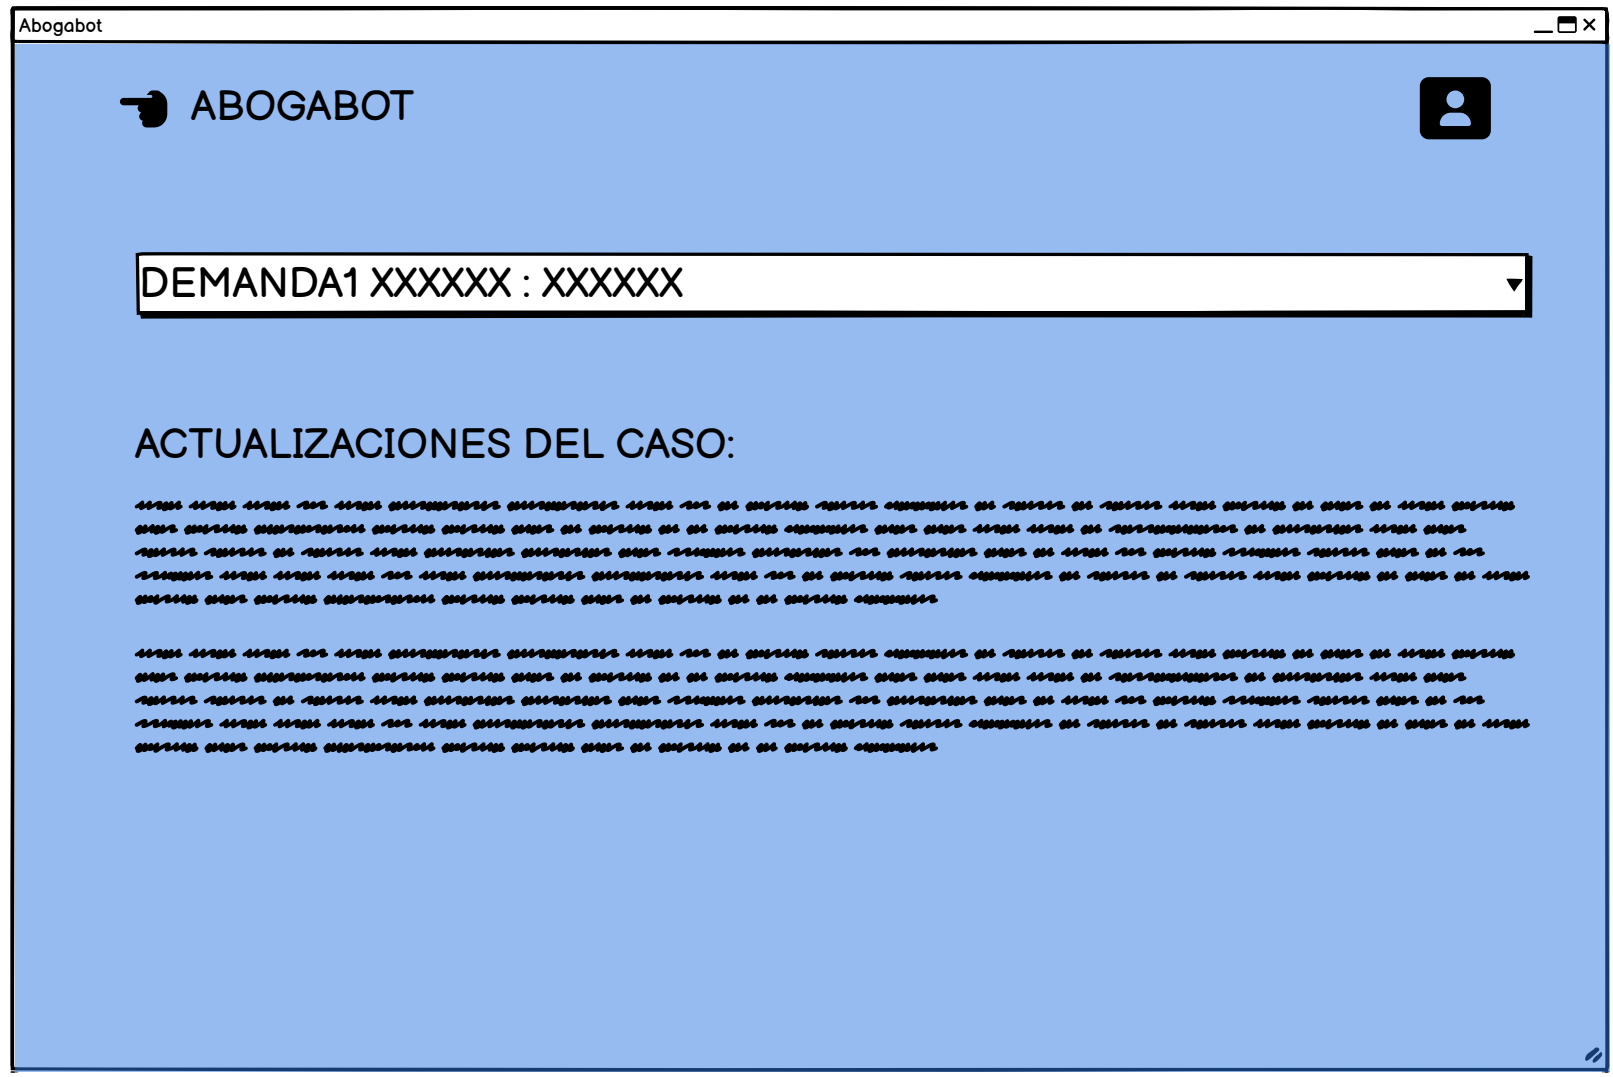 Abogabot
ABOGABOT
DEMANDA1 XXXXXX : XXXXXX
ACTUALIZACIONES DEL CASO: